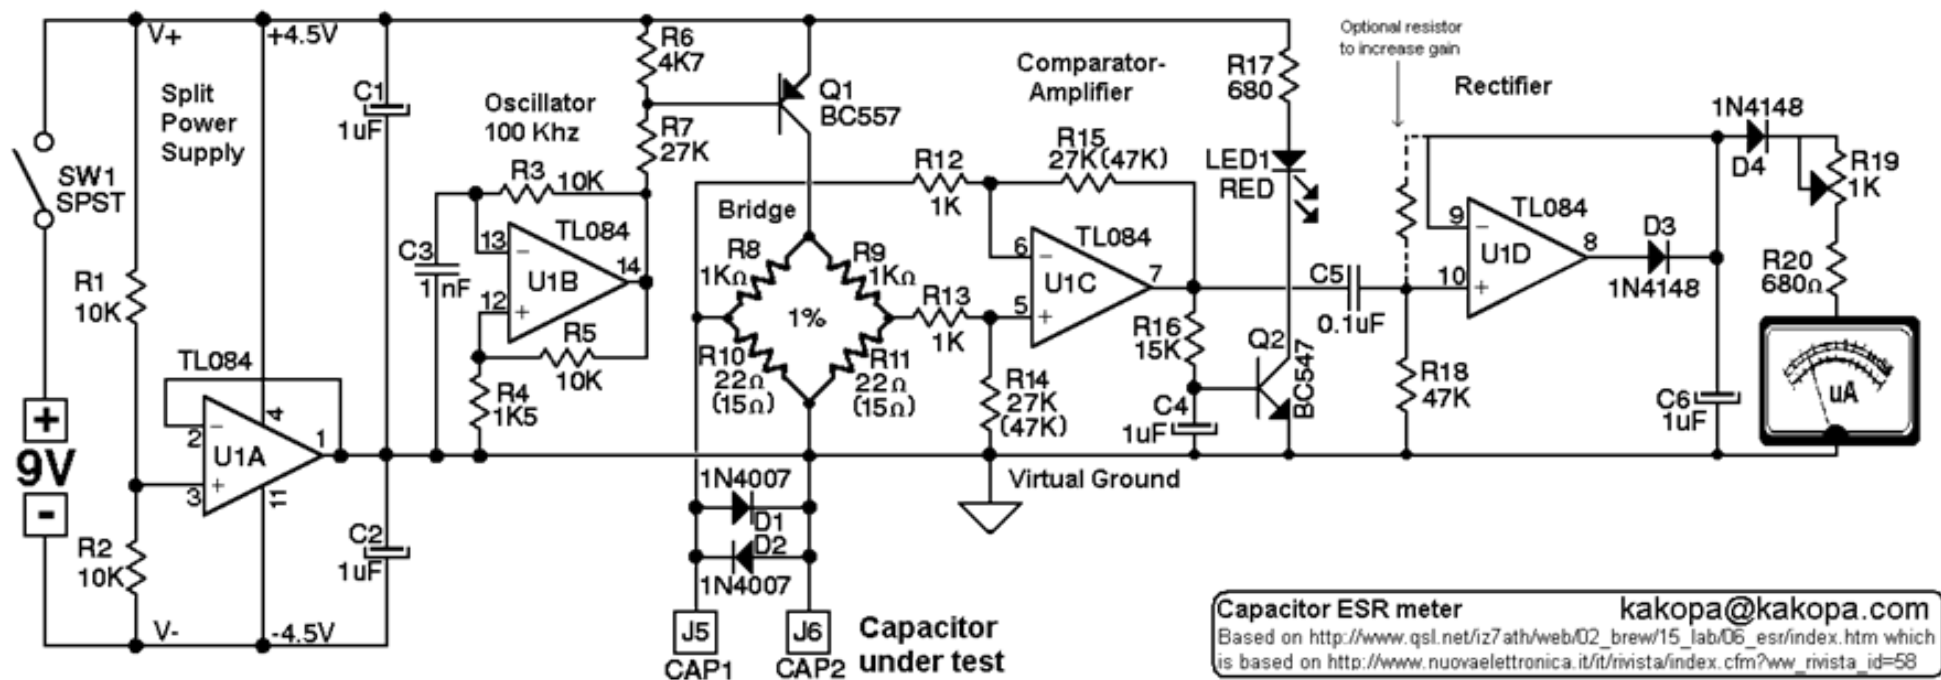 V+
+4.5V
Split
Power
Supply
C1
1uF
Oscillator
100 Khz
R6
4K7
Q1
BC557
R7
27K
Comparator-
Amplifier
R17
680
Optional resistor
to increase gain
Rectifier
1N4148
D4
R19
1K
SW1
SPST
R3
10K
R12
1K
R15
27K(47K)
LED1
RED
Bridge
C3
1 nF
13
−
TL084
U1B
14
12
+
R8
1KΩ
R9
1KΩ
1%
R13
1K
6
−
TL084
U1C
7
5
+
9
−
TL084
U1D
8
10
+
D3
1N4148
R20
680Ω
C5
0.1uF
R1
10K
R5
10K
R4
1K5
R10
22Ω
(15Ω)
R11
22Ω
(15Ω)
R14
27K
(47K)
R16
15K
Q2
BC547
C4
1uF
R18
47K
C6
1uF
uA
TL084
2
−
4
1
U1A
3
+
11
+
9V
-
Virtual Ground
1N4007
D1
D2
1N4007
R2
10K
C2
1uF
V-
-4.5V
J5
CAP1
J6
CAP2
Capacitor
under test
Capacitor ESR meter kakopa@kakopa.com
Based on http://www.qsl.net/iz7ath/web/02_brew/15_lab/06_esr/index.htm which
is based on http://www.nuovaelettronica.it/it/rivista/index.cfm?ww_rivista_id=58